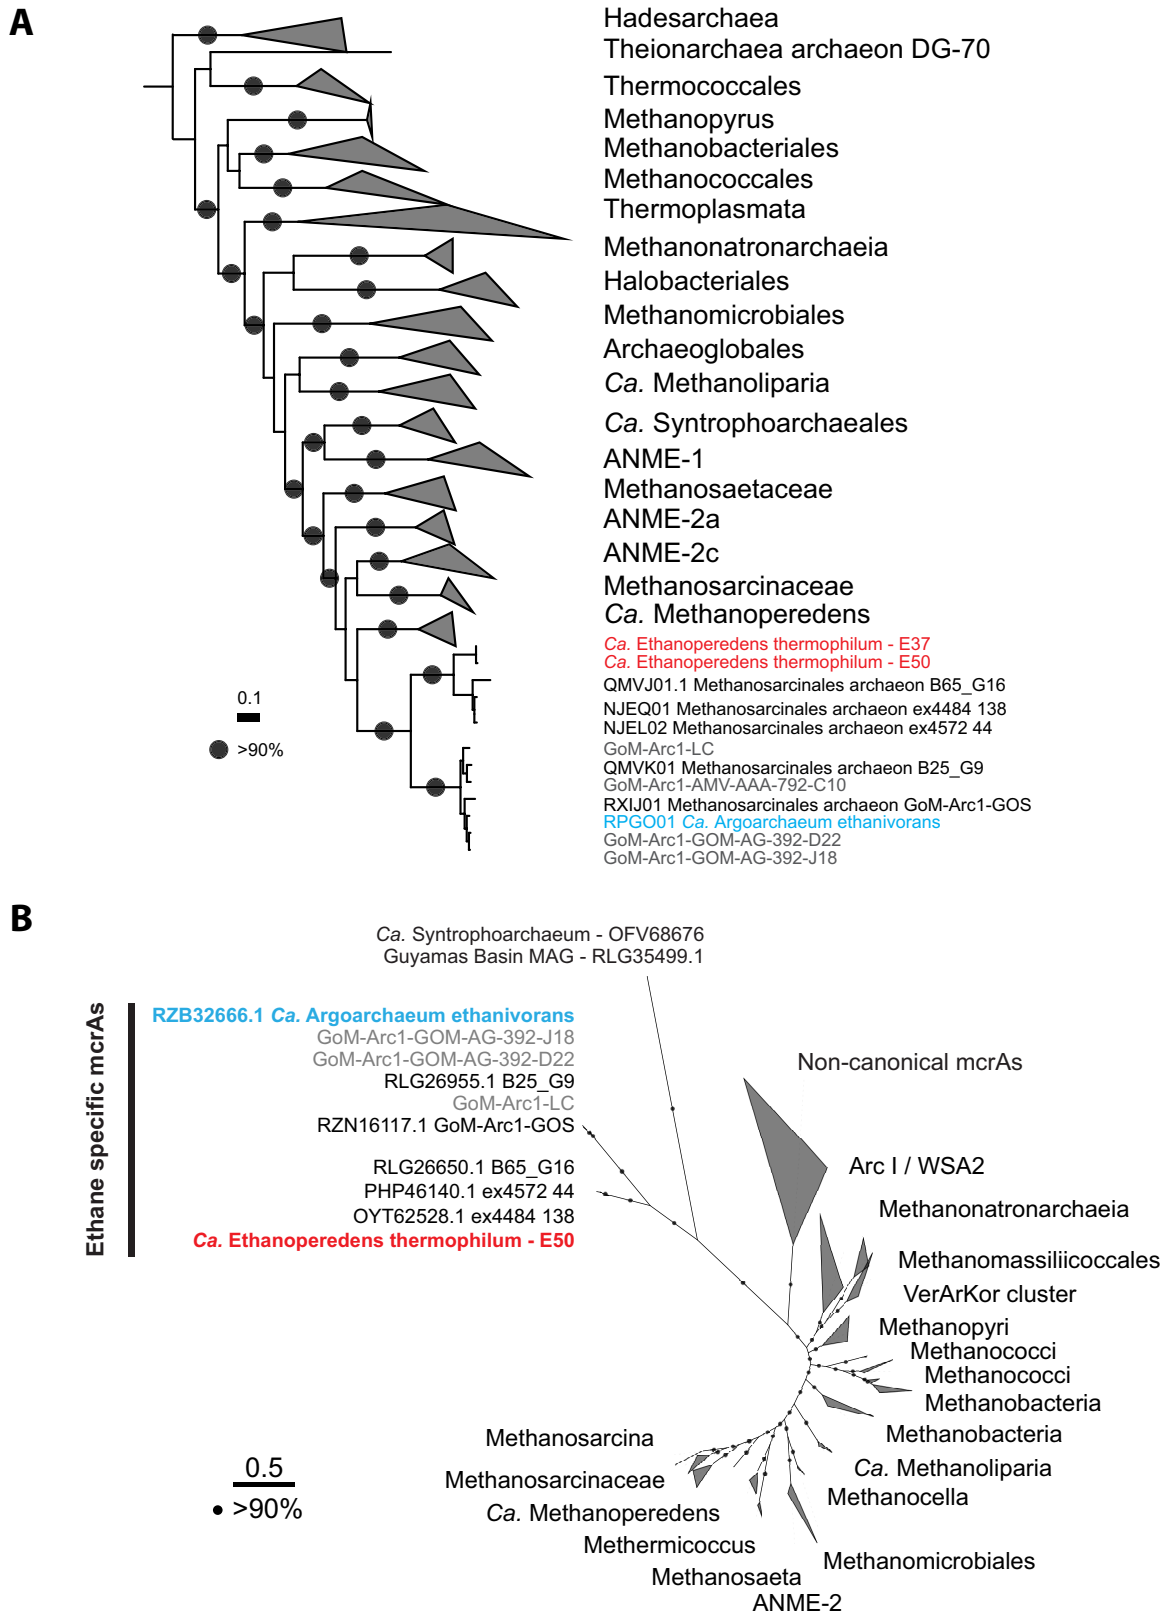 A
Hadesarchaea
Theionarchaea archaeon DG-70
Thermococcales
Methanopyrus
Methanobacteriales
Methanococcales
Thermoplasmata
Methanonatronarchaeia
Halobacteriales
Methanomicrobiales
Archaeoglobales
Ca. Methanoliparia
Ca. Syntrophoarchaeales
ANME-1
Methanosaetaceae
ANME-2a
ANME-2c
Methanosarcinaceae
Ca. Methanoperedens
Ca. Ethanoperedens thermophilum - E37
Ca. Ethanoperedens thermophilum - E50
QMVJ01.1 Methanosarcinales archaeon B65_G16
NJEQ01 Methanosarcinales archaeon ex4484 138
NJEL02 Methanosarcinales archaeon ex4572 44
GoM-Arc1-LC
QMVK01 Methanosarcinales archaeon B25_G9
GoM-Arc1-AMV-AAA-792-C10
RXIJ01 Methanosarcinales archaeon GoM-Arc1-GOS
RPGO01 Ca. Argoarchaeum ethanivorans
GoM-Arc1-GOM-AG-392-D22
GoM-Arc1-GOM-AG-392-J18
0.1
>90%
B
Ca. Syntrophoarchaeum - OFV68676
Guyamas Basin MAG - RLG35499.1
Ethane specific mcrAs
RZB32666.1 Ca. Argoarchaeum ethanivorans
GoM-Arc1-GOM-AG-392-J18
GoM-Arc1-GOM-AG-392-D22
RLG26955.1 B25_G9
GoM-Arc1-LC
RZN16117.1 GoM-Arc1-GOS
RLG26650.1 B65_G16
PHP46140.1 ex4572 44
OYT62528.1 ex4484 138
Ca. Ethanoperedens thermophilum - E50
Non-canonical mcrAs
Arc I / WSA2
Methanonatronarchaeia
Methanomassiliicoccales
VerArKor cluster
Methanopyri
Methanococci
Methanococci
Methanobacteria
Methanobacteria
Ca. Methanoliparia
Methanocella
Methanomicrobiales
ANME-2
Methanosaeta
Methermicoccus
Ca. Methanoperedens
Methanosarcinaceae
Methanosarcina
0.5
>90%